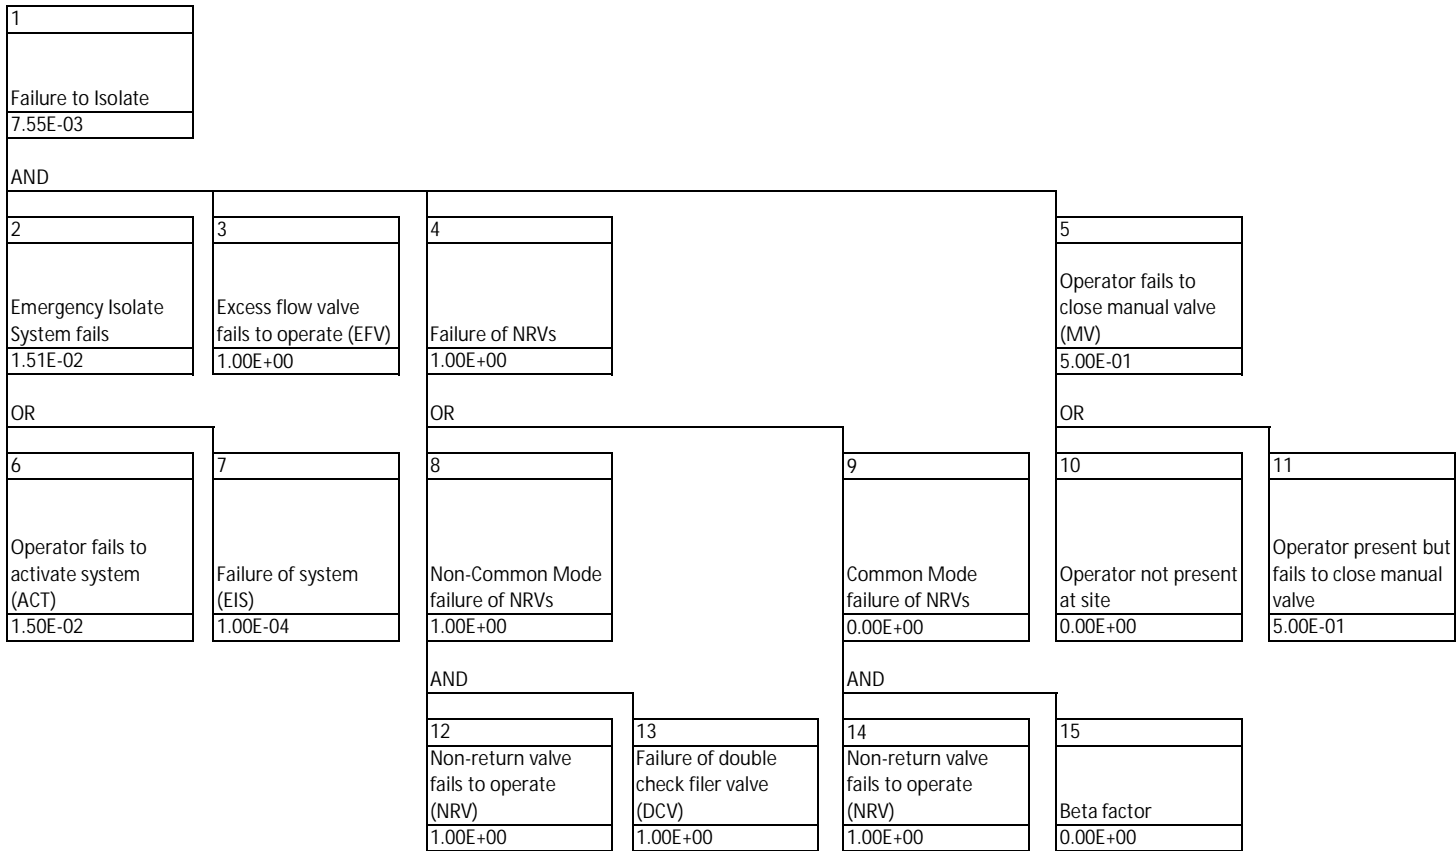 1
Failure to Isolate
7.55E-03
AND
2
Emergency Isolate
System fails
1.51E-02
3
Excess flow valve
fails to operate (EFV)
1.00E+00
4
Failure of NRVs
1.00E+00
5
Operator fails to
close manual valve
(MV)
5.00E-01
OR
OR
OR
6
Operator fails to
activate system
(ACT)
1.50E-02
7
Failure of system
(EIS)
1.00E-04
8
Non-Common Mode
failure of NRVs
1.00E+00
9
Common Mode
failure of NRVs
0.00E+00
10
Operator not present
at site
0.00E+00
11
Operator present but
fails to close manual
valve
5.00E-01
AND
AND
12
Non-return valve
fails to operate
(NRV)
1.00E+00
13
Failure of double
check filer valve
(DCV)
1.00E+00
14
Non-return valve
fails to operate
(NRV)
1.00E+00
15
Beta factor
0.00E+00